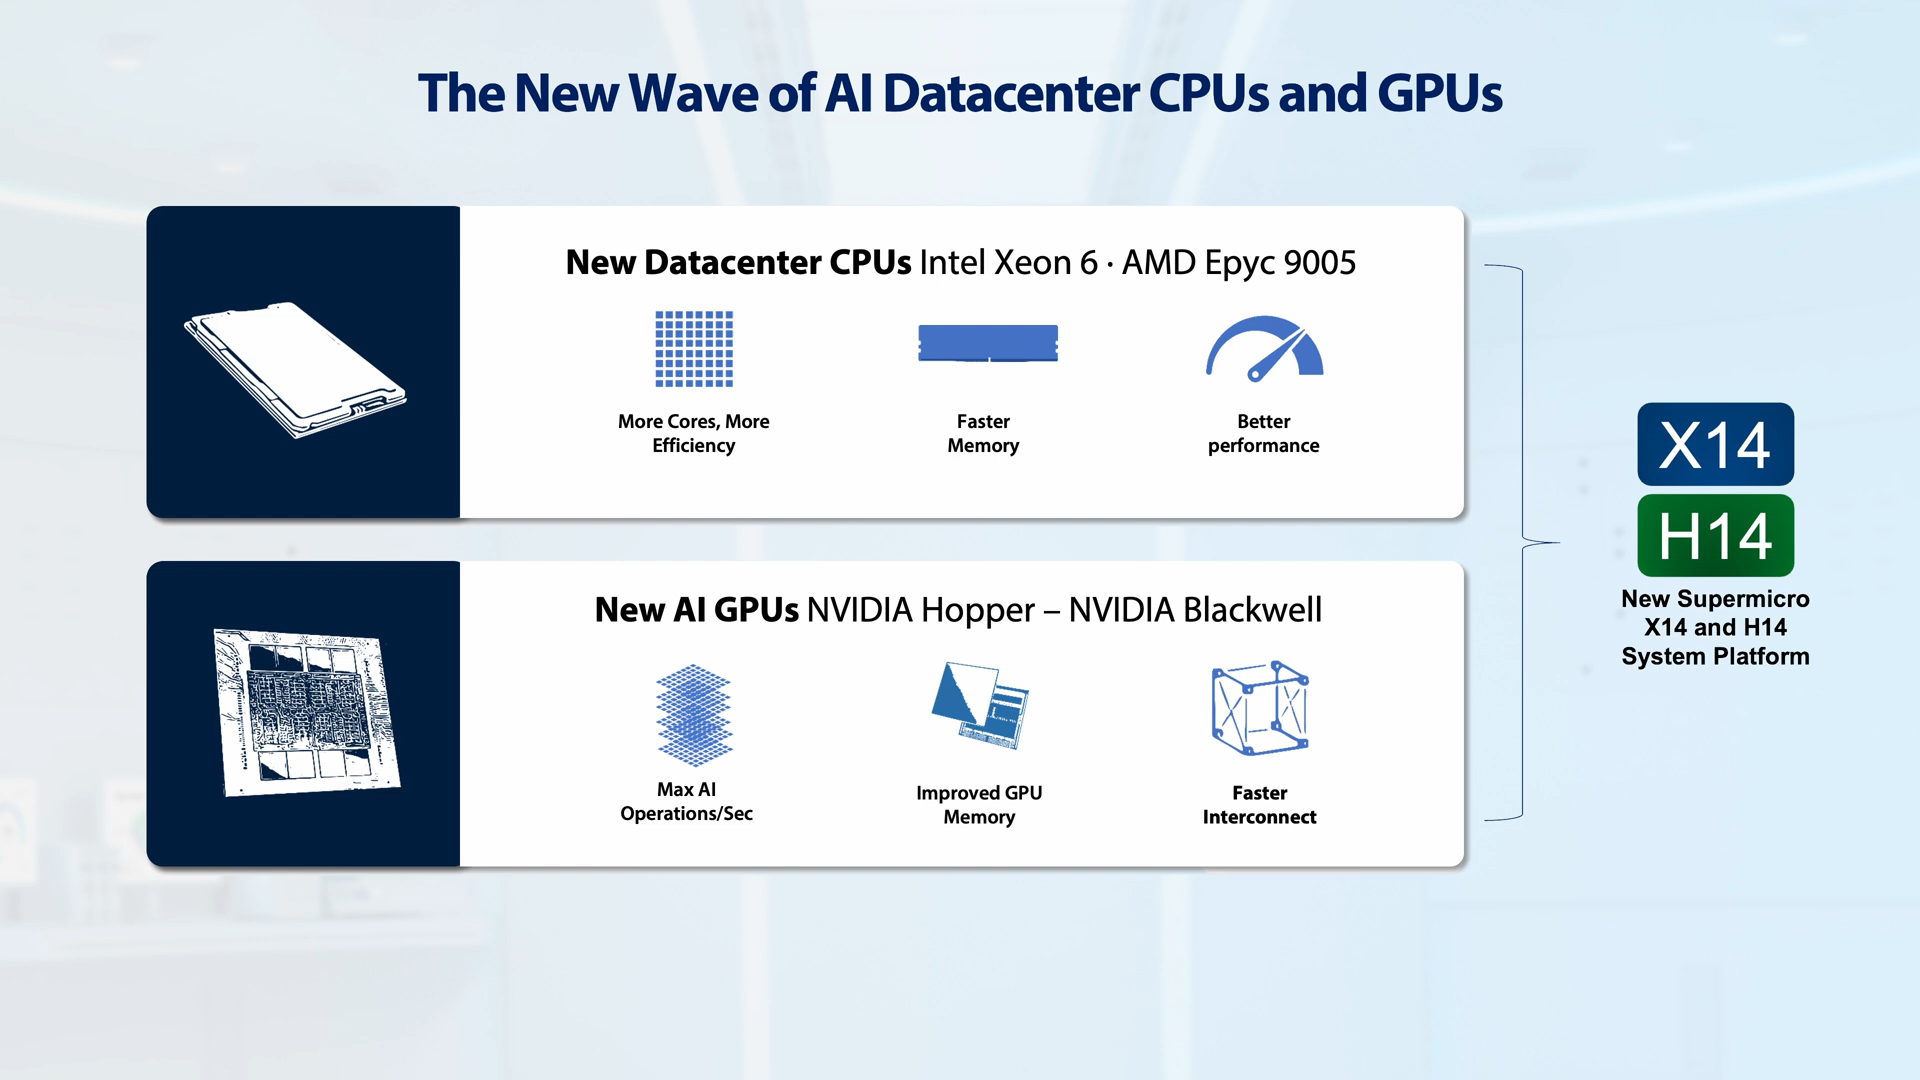 The New Wave of AI Datacenter CPUs and GPUs
New Datacenter CPUs Intel Xeon 6 · AMD Epyc 9005
More Cores, More
Efficiency
Faster
Memory
Better
performance
New AI GPUs NVIDIA Hopper – NVIDIA Blackwell
Max AI
Operations/Sec
Improved GPU
Memory
Faster
Interconnect
X14
H14
New Supermicro
X14 and H14
System Platform